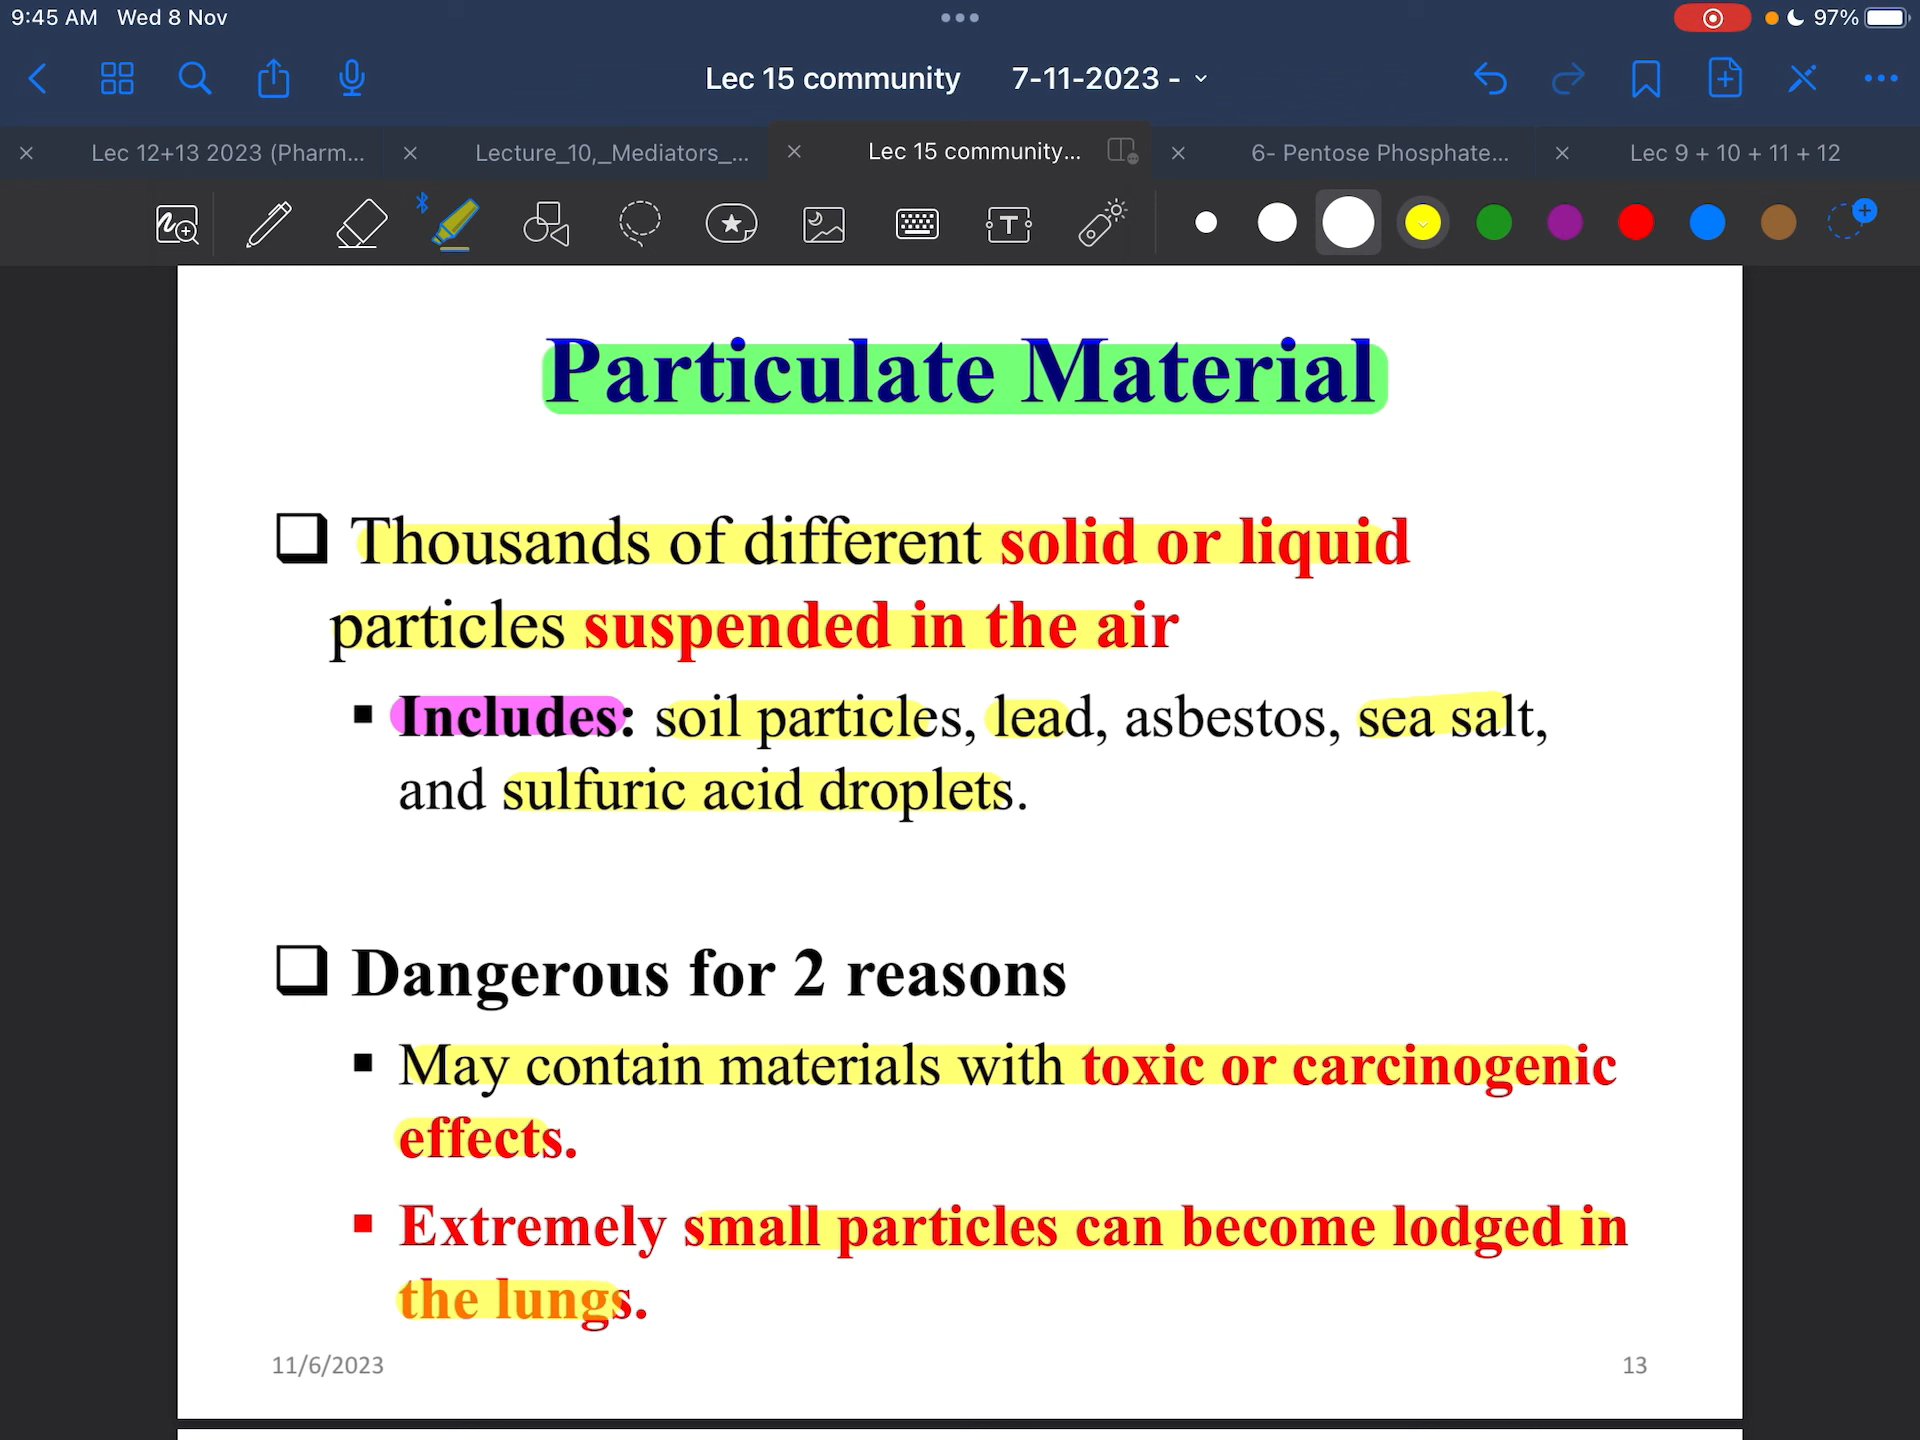 9:45 AM Wed 8 Nov
97%
Lec 15 community 7-11-2023 -
Lec 12+13 2023 (Pharm...
Lecture_10,_Mediators_...
Lec 15 community...
6- Pentose Phosphate...
Lec 9 + 10 + 11 + 12
Particulate Material
Thousands of different solid or liquid
particles suspended in the air
Includes: soil particles, lead, asbestos, sea salt,
and sulfuric acid droplets.
Dangerous for 2 reasons
May contain materials with toxic or carcinogenic
effects.
Extremely small particles can become lodged in
the lungs.
11/6/2023
13